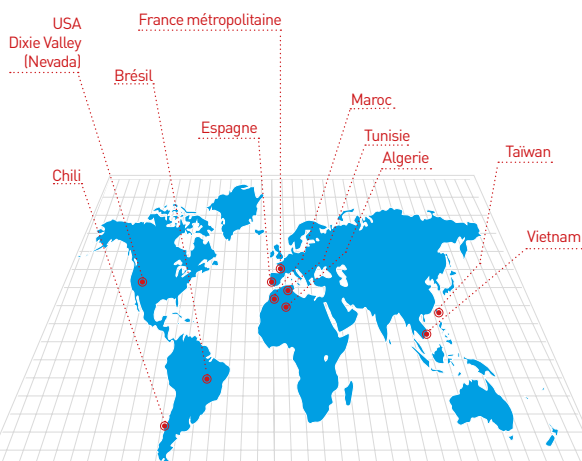 USA
Dixie Valley
(Nevada)
France métropolitaine
Brésil
Maroc
Espagne
Tunisie
Algerie
Taïwan
Chili
Vietnam